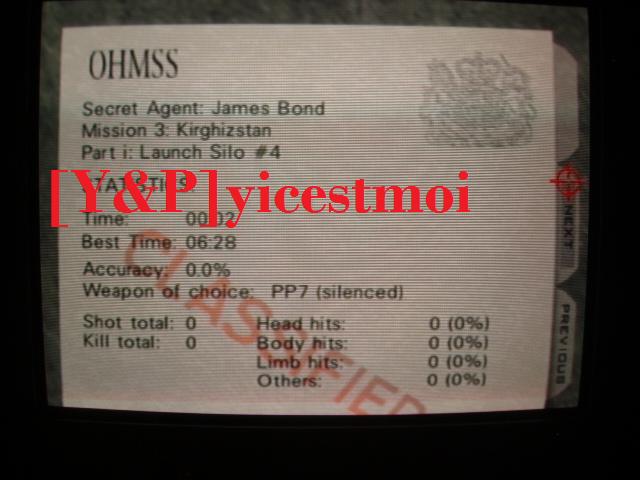 OHMSS
Secret Agent: James Bond
Mission 3: Kirghizstan
Part i: Launch Silo #4
[Y&P]yicestmoi
Time: 00:02
NEXT
Best Time: 06:28
Accuracy: 0.0%
Weapon of choice: PP7 (silenced)
Shot total: 0 Head hits: 0 (0%)
Kill total: 0 Body hits: 0 (0%)
Limb hits: 0 (0%)
Others: 0 (0%)
PREVIOUS
CLASSIFIED